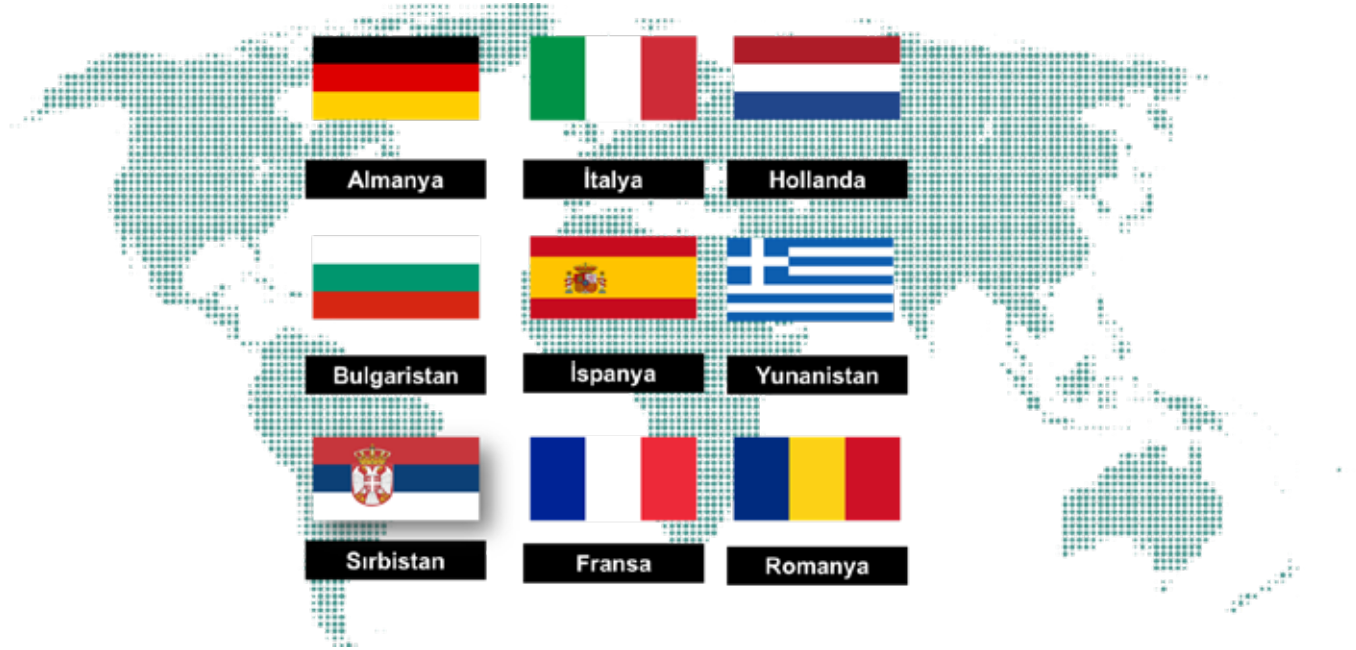 Almanya
İtalya
Hollanda
Bulgaristan
İspanya
Yunanistan
Sırbistan
Fransa
Romanya